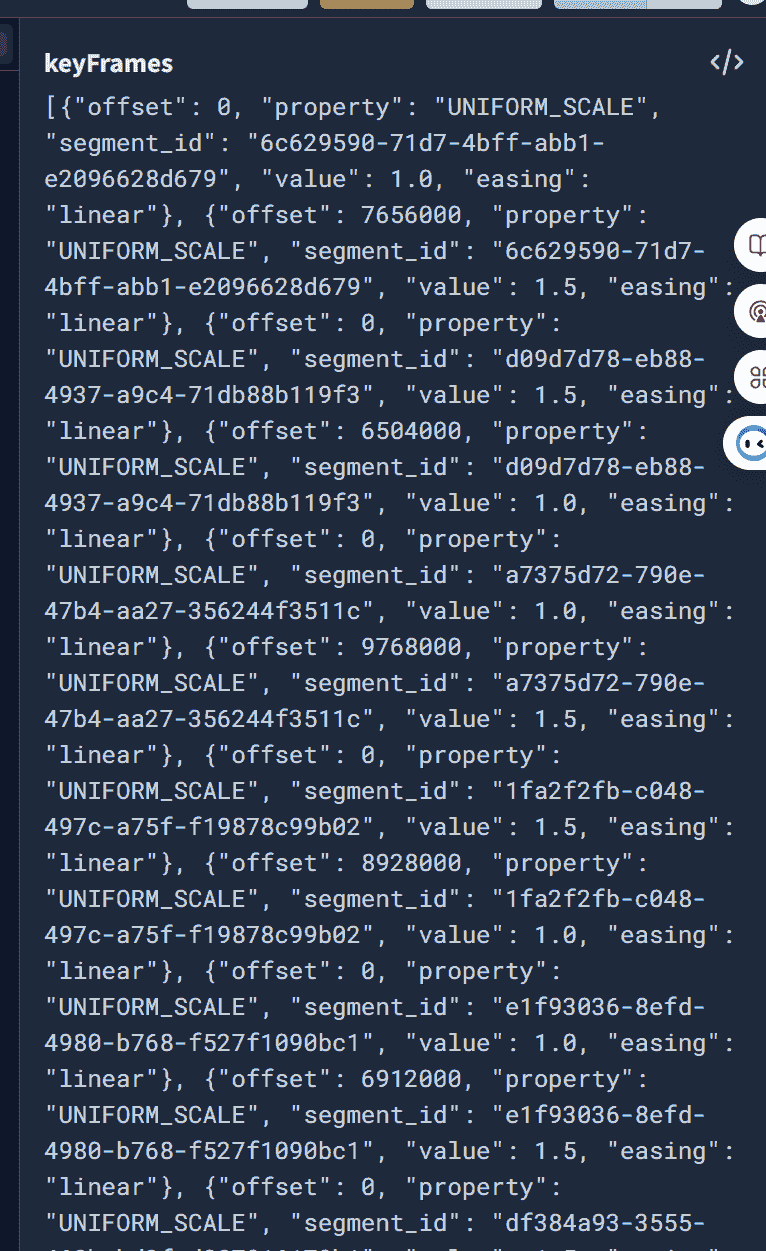 keyFrames
</>
[{"offset": 0, "property": "UNIFORM_SCALE",
"segment_id": "6c629590-71d7-4bff-abb1-
e2096628d679", "value": 1.0, "easing":
"linear"}, {"offset": 7656000, "property":
"UNIFORM_SCALE", "segment_id": "6c629590-71d7-
4bff-abb1-e2096628d679", "value": 1.5, "easing":
"linear"}, {"offset": 0, "property":
"UNIFORM_SCALE", "segment_id": "d09d7d78-eb88-
4937-a9c4-71db88b119f3", "value": 1.5, "easing":
"linear"}, {"offset": 6504000, "property":
"UNIFORM_SCALE", "segment_id": "d09d7d78-eb88-
4937-a9c4-71db88b119f3", "value": 1.0, "easing":
"linear"}, {"offset": 0, "property":
"UNIFORM_SCALE", "segment_id": "a7375d72-790e-
47b4-aa27-356244f3511c", "value": 1.0, "easing":
"linear"}, {"offset": 9768000, "property":
"UNIFORM_SCALE", "segment_id": "a7375d72-790e-
47b4-aa27-356244f3511c", "value": 1.5, "easing":
"linear"}, {"offset": 0, "property":
"UNIFORM_SCALE", "segment_id": "1fa2f2fb-c048-
497c-a75f-f19878c99b02", "value": 1.5, "easing":
"linear"}, {"offset": 8928000, "property":
"UNIFORM_SCALE", "segment_id": "1fa2f2fb-c048-
497c-a75f-f19878c99b02", "value": 1.0, "easing":
"linear"}, {"offset": 0, "property":
"UNIFORM_SCALE", "segment_id": "e1f93036-8efd-
4980-b768-f527f1090bc1", "value": 1.0, "easing":
"linear"}, {"offset": 6912000, "property":
"UNIFORM_SCALE", "segment_id": "e1f93036-8efd-
4980-b768-f527f1090bc1", "value": 1.5, "easing":
"linear"}, {"offset": 0, "property":
"UNIFORM_SCALE", "segment_id": "df384a93-3555-